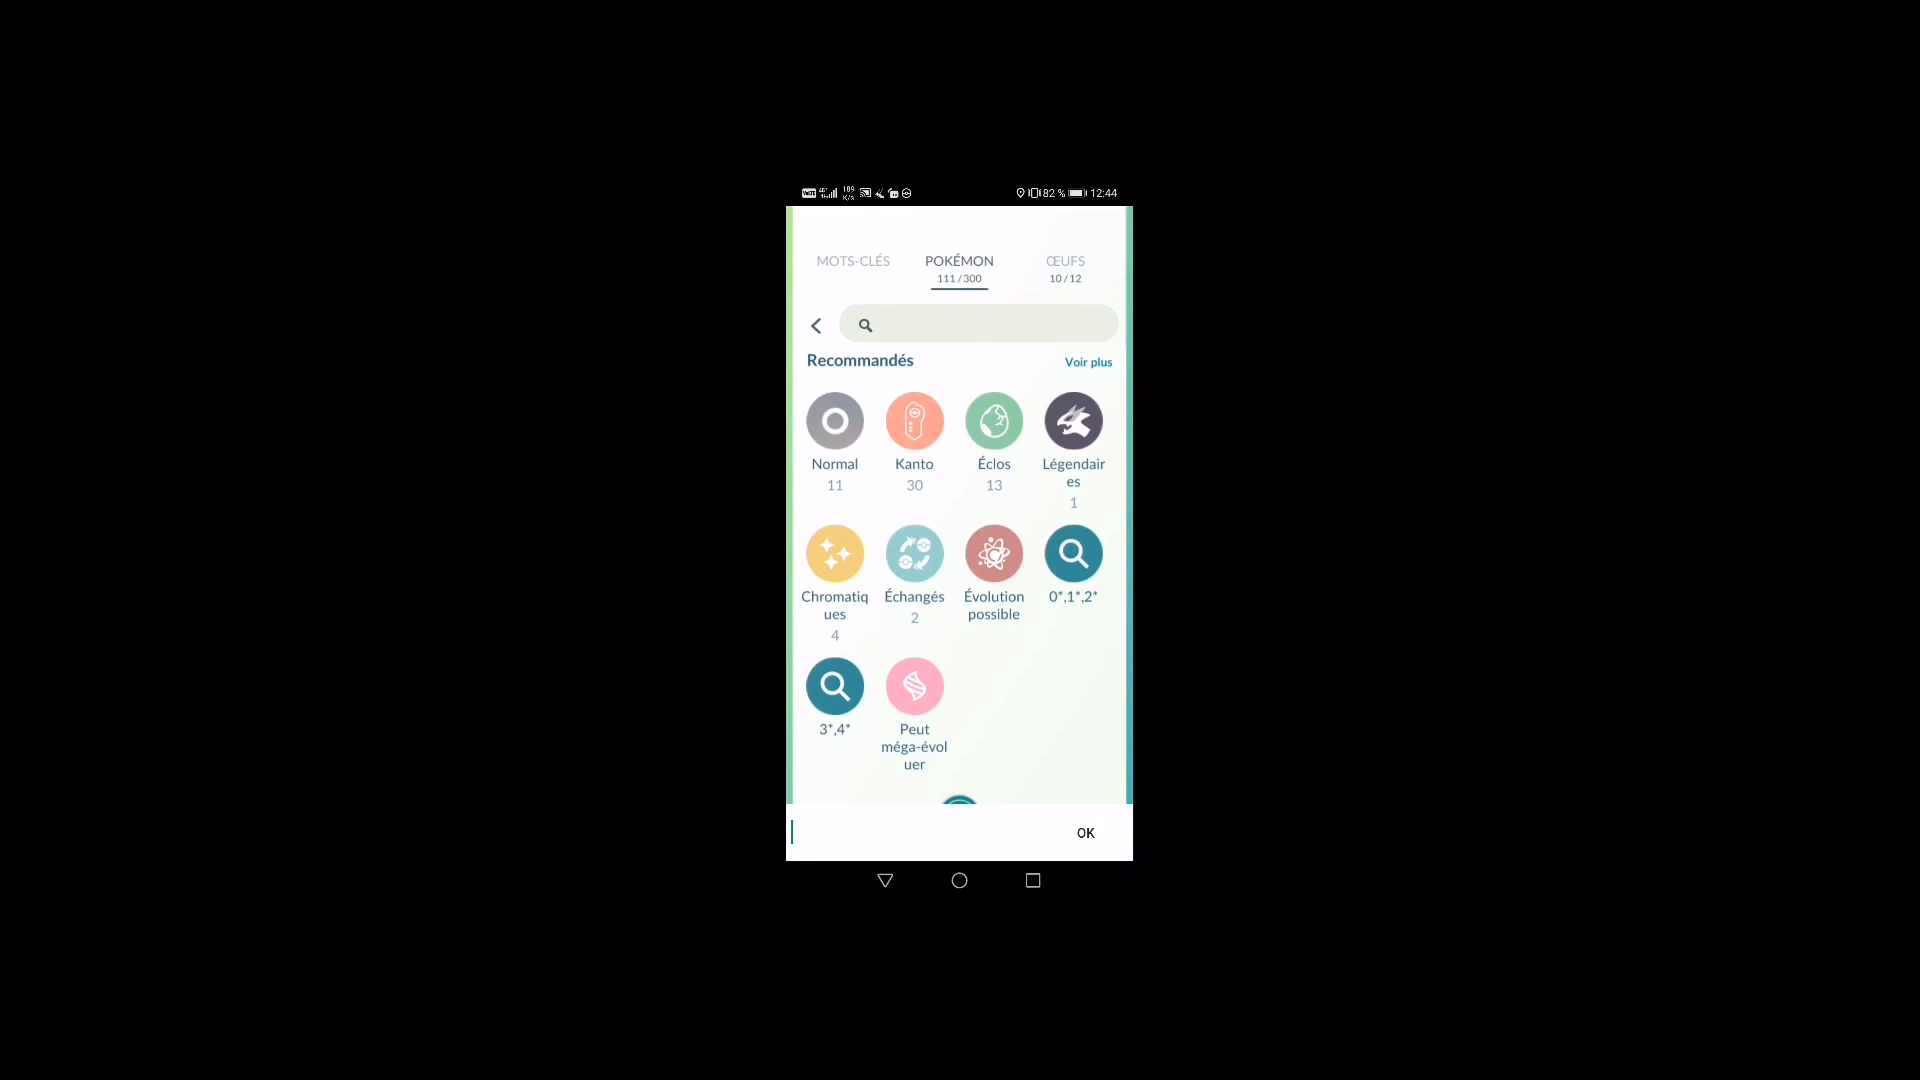 189
K/s
82 %
12:44
MOTS-CLÉS
POKÉMON
ŒUFS
111 / 300
10 / 12
Recommandés
Voir plus
Normal
Kanto
Éclos
Légendair
es
11
30
13
1
Chromatiq
ues
Échangés
Évolution
possible
0*,1*,2*
4
2
3*,4*
Peut
méga-évol
uer
OK